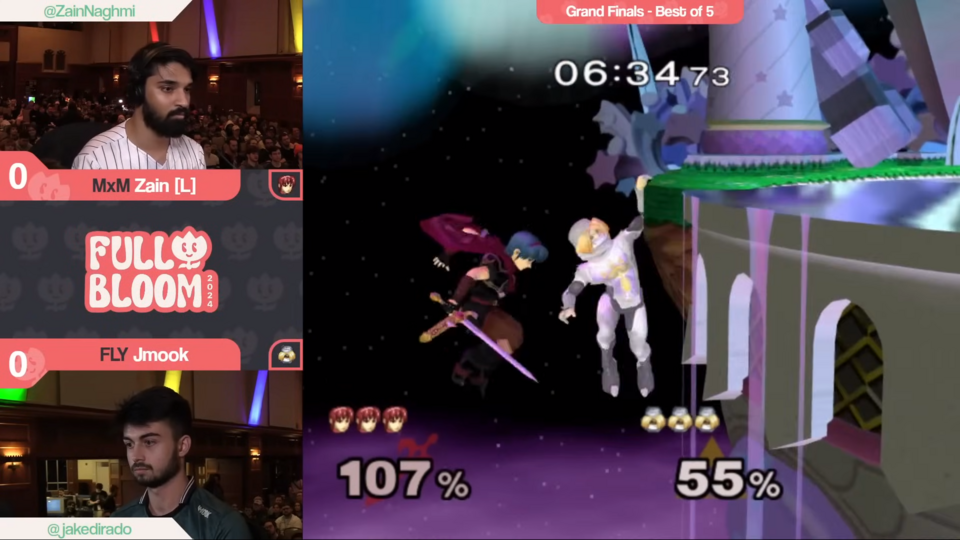 @ZainNaghmi
Grand Finals - Best of 5
06:34 73
0
MxM Zain [L]
FULL
BLOOM
2024
0
FLY Jmook
107%
55%
@jakedirado